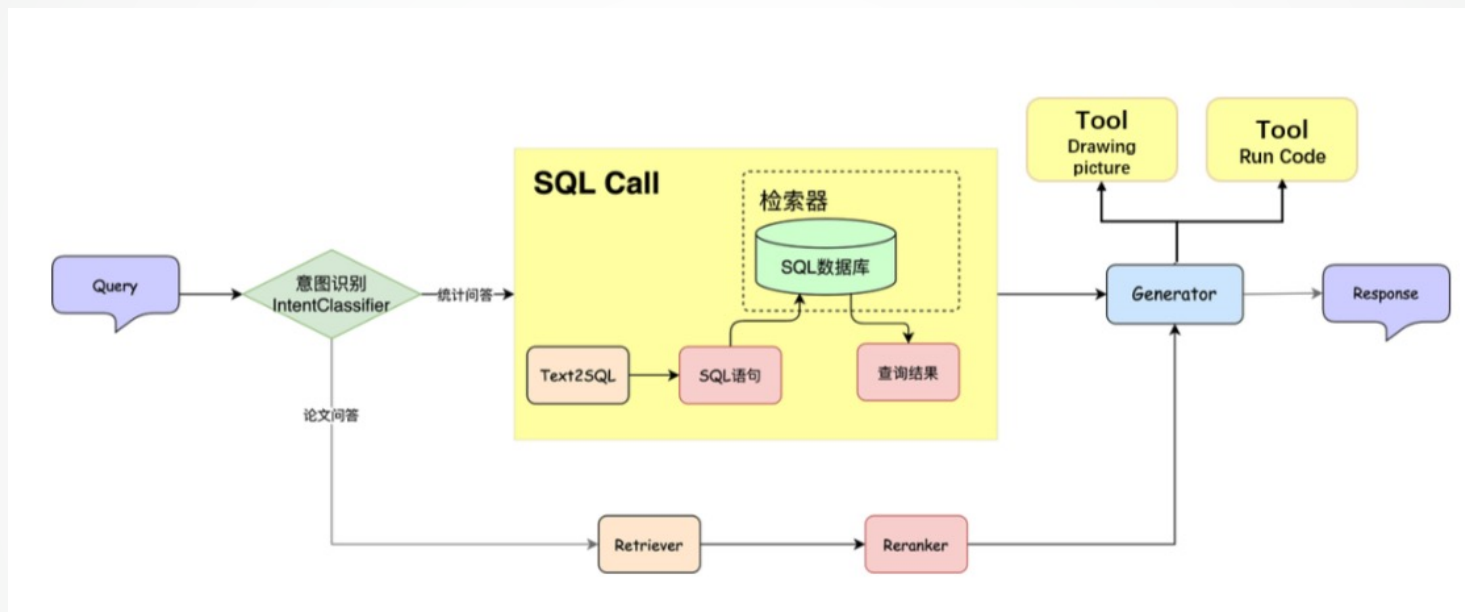 Tool
Drawing
picture
Tool
Run Code
SQL Call
检索器
SQL数据库
Query
意图识别
IntentClassifier
统计问答
Generator
Response
Text2SQL
SQL语句
查询结果
论文问答
Retriever
Reranker